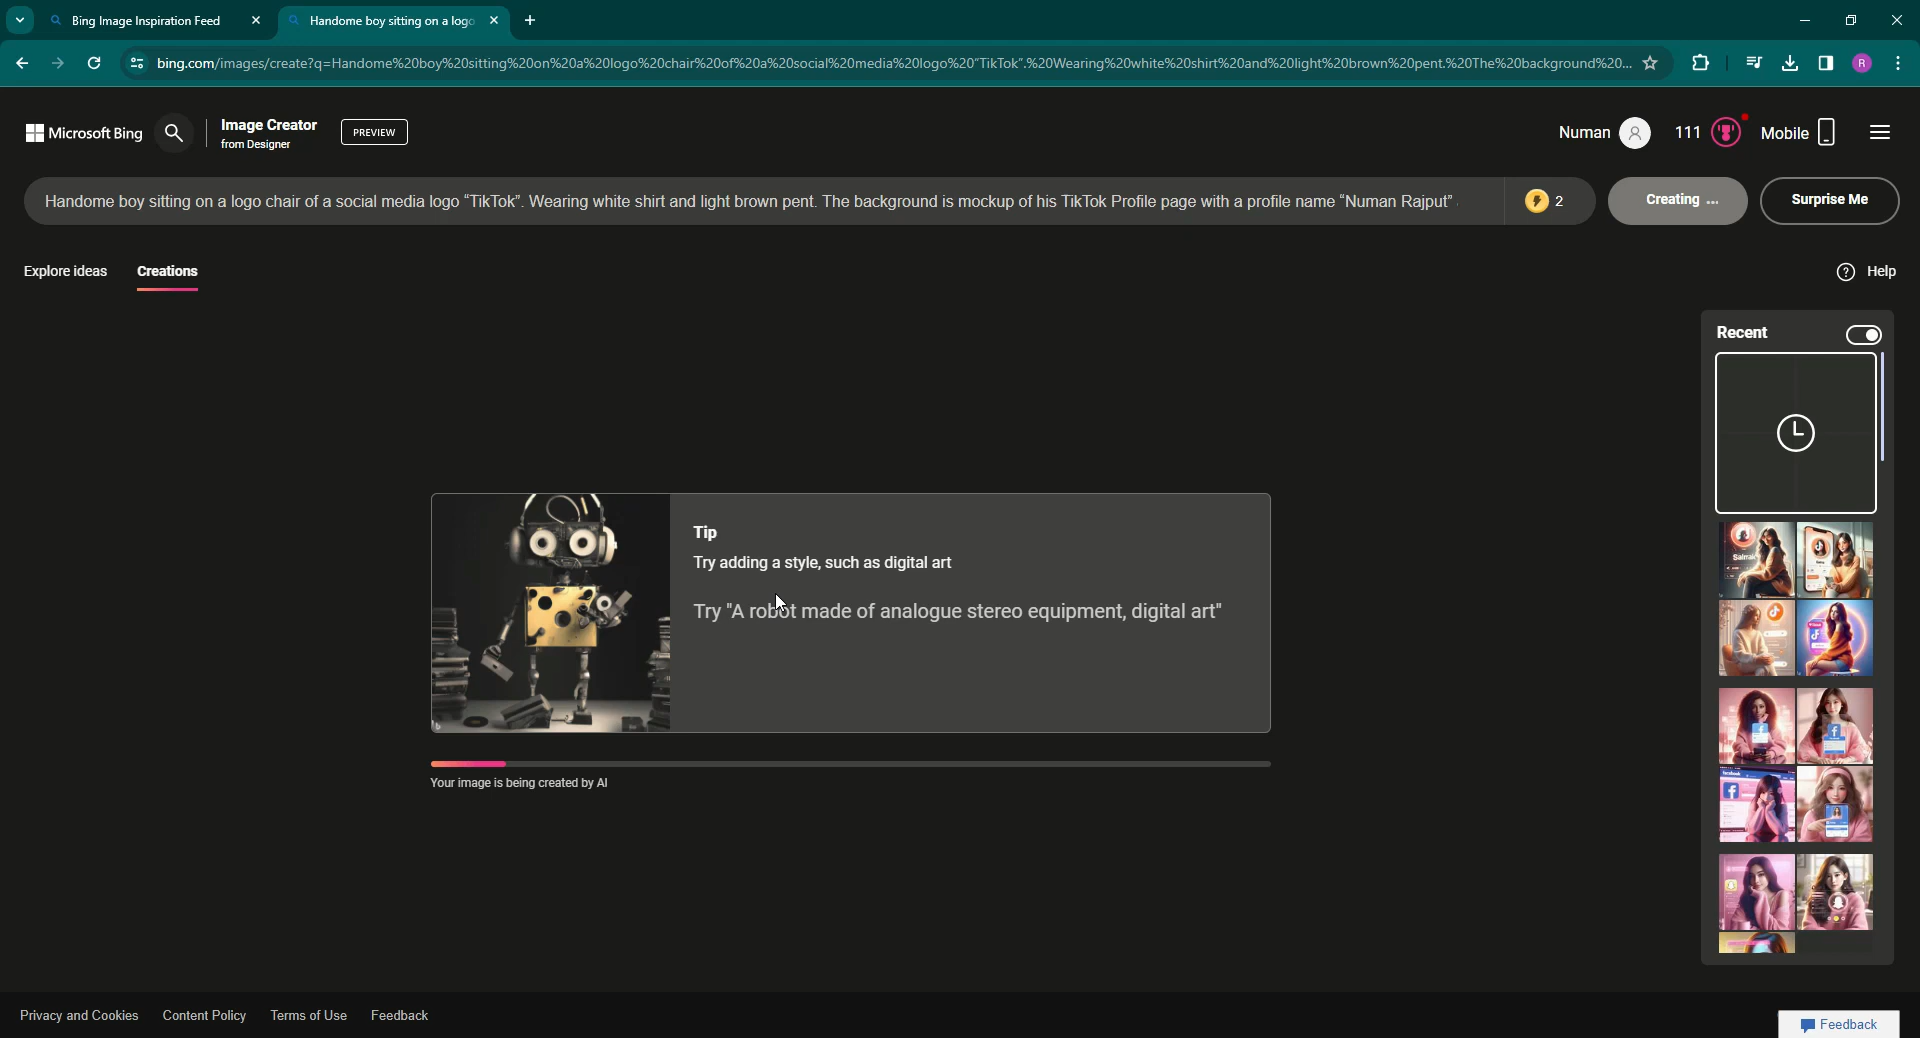 Bing Image Inspiration Feed
Handome boy sitting on a logo
bing.com/images/create?q=Handome%20boy%20sitting%20on%20a%20logo%20chair%20of%20a%20social%20media%20logo%20"TikTok".%20Wearing%20white%20shirt%20and%20light%20brown%20pent.%20The%20background%20...
R
Microsoft Bing
Image Creator
from Designer
PREVIEW
Numan
111
Mobile
Handome boy sitting on a logo chair of a social media logo “TikTok”. Wearing white shirt and light brown pent. The background is mockup of his TikTok Profile page with a profile name “Numan Rajput”
2
Creating ...
Surprise Me
Explore ideas
Creations
Help
Recent
Tip
Try adding a style, such as digital art
Try "A robot made of analogue stereo equipment, digital art"
Your image is being created by AI
Privacy and Cookies
Content Policy
Terms of Use
Feedback
Feedback